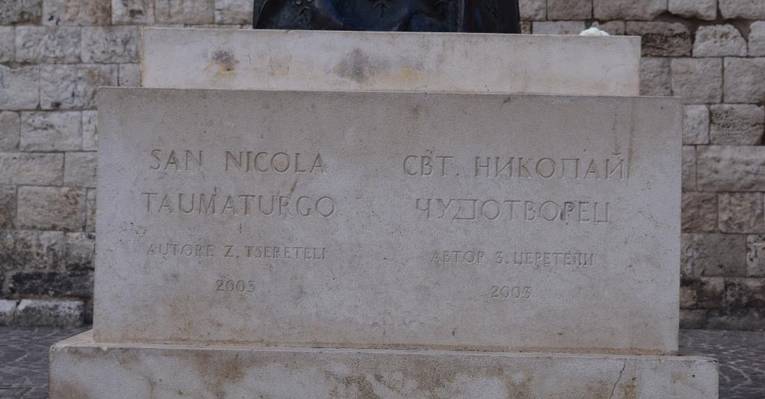 SAN NICOLA
TAUMATURGO
AUTORE Z. TSERETELI
2003
СВТ. НИКОЛАЙ
ЧУДОТВОРЕЦ
АВТОР З. ЦЕРЕТЕЛИ
2003